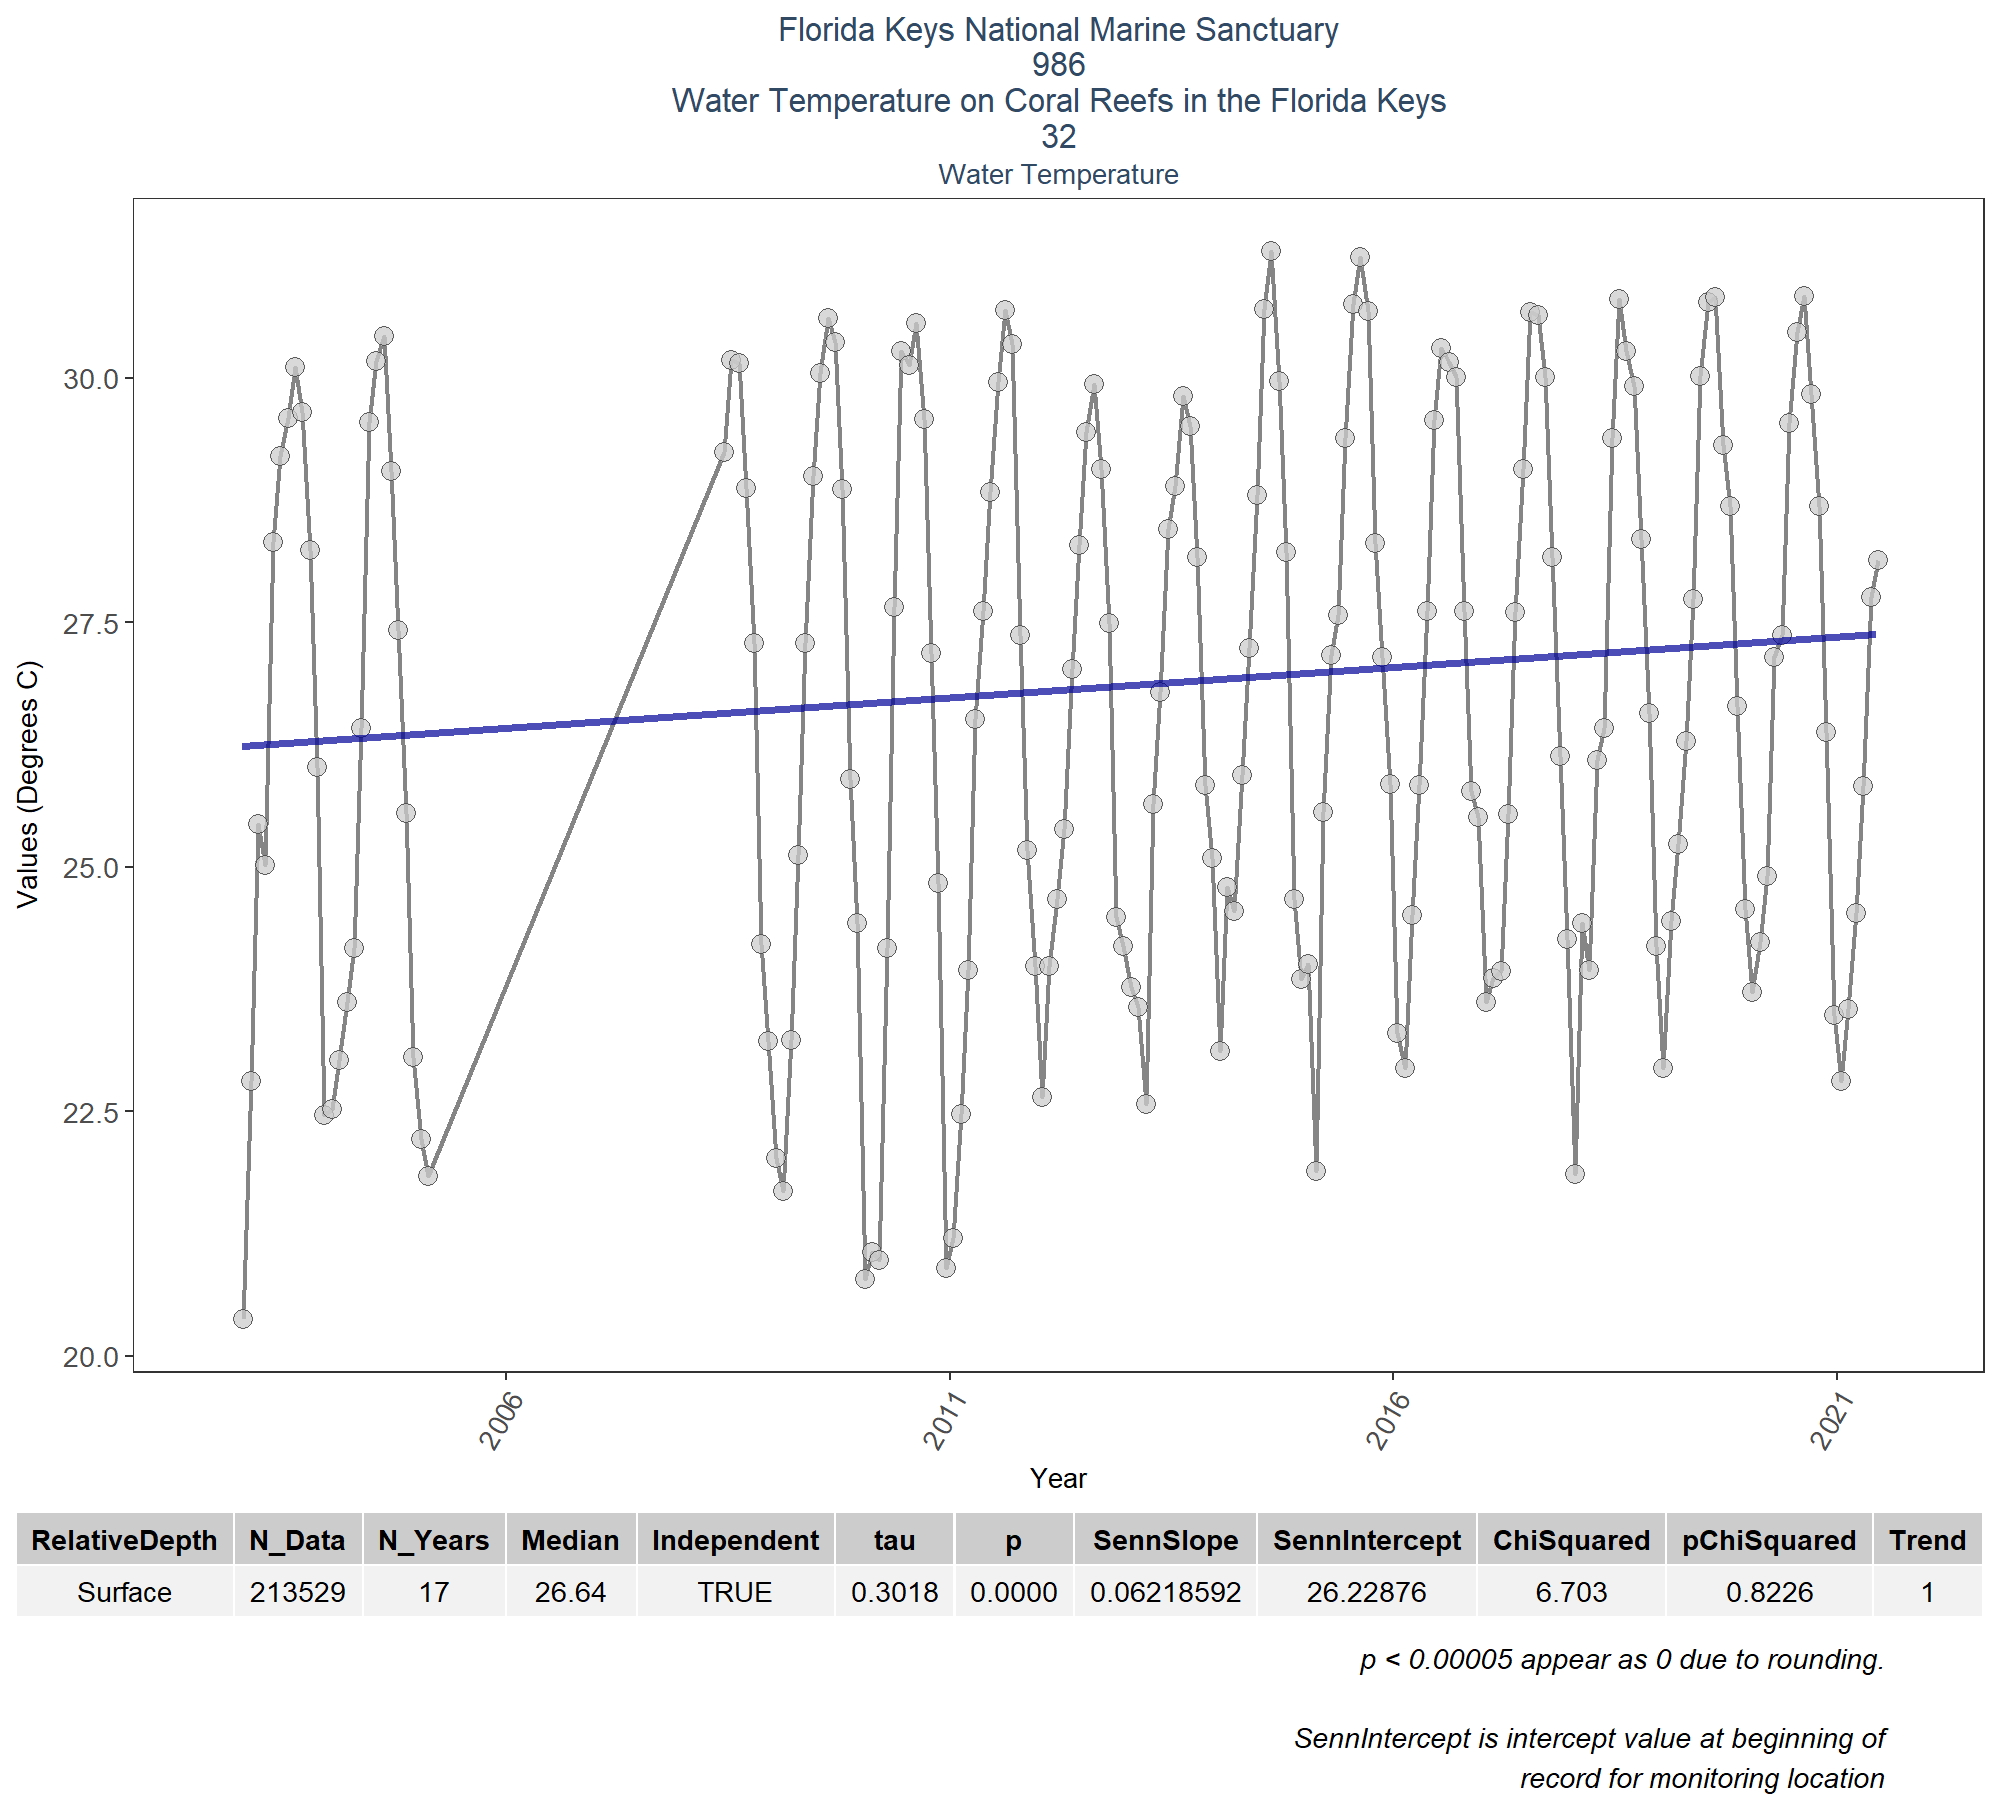 Florida Keys National Marine Sanctuary
986
Water Temperature on Coral Reefs in the Florida Keys
32
Water Temperature
Values (Degrees C)
30.0
27.5
25.0
22.5
20.0
2006
2011
2016
2021
Year
RelativeDepth N_Data N_Years Median Independent tau p SennSlope SennIntercept ChiSquared pChiSquared Trend
Surface 213529 17 26.64 TRUE 0.3018 0.0000 0.06218592 26.22876 6.703 0.8226 1
p < 0.00005 appear as 0 due to rounding.
SennIntercept is intercept value at beginning of
record for monitoring location